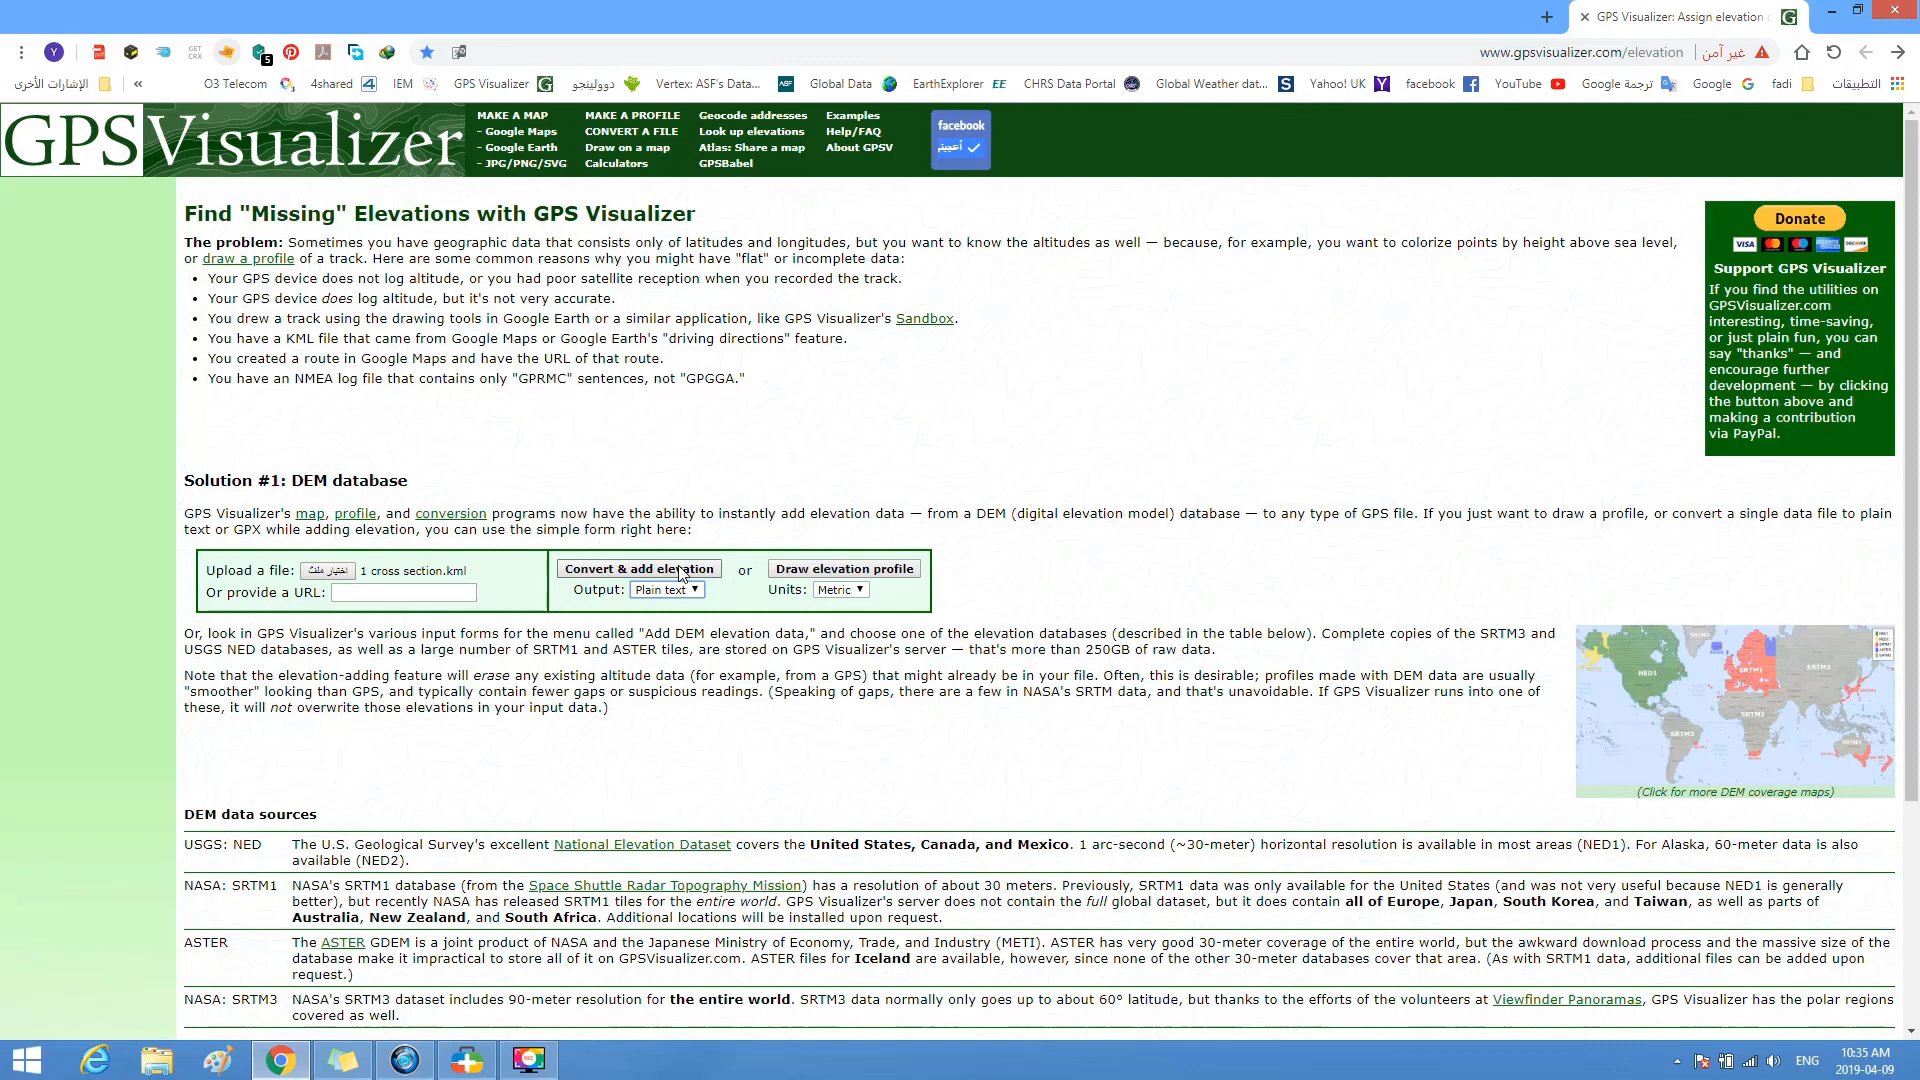 GPS Visualizer: Assign elevation
www.gpsvisualizer.com/elevation
غير آمن
GET
CRX
5
Y
الإشارات الأخرى
«
O3 Telecom
4shared
IEM
GPS Visualizer
دوولينجو
Vertex: ASF's Data...
Global Data
EarthExplorer
CHRS Data Portal
Global Weather dat...
Yahoo! UK
facebook
YouTube
ترجمة Google
Google
fadi
التطبيقات
GPSVisualizer
MAKE A MAP
- Google Maps
- Google Earth
- JPG/PNG/SVG
MAKE A PROFILE
CONVERT A FILE
Draw on a map
Calculators
Geocode addresses
Look up elevations
Atlas: Share a map
GPSBabel
Examples
Help/FAQ
About GPSV
facebook
أعجبني
Find "Missing" Elevations with GPS Visualizer
The problem: Sometimes you have geographic data that consists only of latitudes and longitudes, but you want to know the altitudes as well — because, for example, you want to colorize points by height above sea level,
or draw a profile of a track. Here are some common reasons why you might have "flat" or incomplete data:
• Your GPS device does not log altitude, or you had poor satellite reception when you recorded the track.
• Your GPS device does log altitude, but it's not very accurate.
• You drew a track using the drawing tools in Google Earth or a similar application, like GPS Visualizer's Sandbox.
• You have a KML file that came from Google Maps or Google Earth's "driving directions" feature.
• You created a route in Google Maps and have the URL of that route.
• You have an NMEA log file that contains only "GPRMC" sentences, not "GPGGA."
Donate
VISA
DISCOVER
Support GPS Visualizer
If you find the utilities on
GPSVisualizer.com
interesting, time-saving,
or just plain fun, you can
say "thanks" — and
encourage further
development — by clicking
the button above and
making a contribution
via PayPal.
Solution #1: DEM database
GPS Visualizer's map, profile, and conversion programs now have the ability to instantly add elevation data — from a DEM (digital elevation model) database — to any type of GPS file. If you just want to draw a profile, or convert a single data file to plain
text or GPX while adding elevation, you can use the simple form right here:
Upload a file: اختيار ملف 1 cross section.kml
Or provide a URL:
Convert & add elevation or Draw elevation profile
Output: Plain text Units: Metric
Or, look in GPS Visualizer's various input forms for the menu called "Add DEM elevation data," and choose one of the elevation databases (described in the table below). Complete copies of the SRTM3 and
USGS NED databases, as well as a large number of SRTM1 and ASTER tiles, are stored on GPS Visualizer's server — that's more than 250GB of raw data.
Note that the elevation-adding feature will erase any existing altitude data (for example, from a GPS) that might already be in your file. Often, this is desirable; profiles made with DEM data are usually
"smoother" looking than GPS, and typically contain fewer gaps or suspicious readings. (Speaking of gaps, there are a few in NASA's SRTM data, and that's unavoidable. If GPS Visualizer runs into one of
these, it will not overwrite those elevations in your input data.)
NED1
SRTM1
SRTM3
SRTM3
SRTM3
(Click for more DEM coverage maps)
DEM data sources
USGS: NED The U.S. Geological Survey's excellent National Elevation Dataset covers the United States, Canada, and Mexico. 1 arc-second (~30-meter) horizontal resolution is available in most areas (NED1). For Alaska, 60-meter data is also
available (NED2).
NASA: SRTM1 NASA's SRTM1 database (from the Space Shuttle Radar Topography Mission) has a resolution of about 30 meters. Previously, SRTM1 data was only available for the United States (and was not very useful because NED1 is generally
better), but recently NASA has released SRTM1 tiles for the entire world. GPS Visualizer's server does not contain the full global dataset, but it does contain all of Europe, Japan, South Korea, and Taiwan, as well as parts of
Australia, New Zealand, and South Africa. Additional locations will be installed upon request.
ASTER The ASTER GDEM is a joint product of NASA and the Japanese Ministry of Economy, Trade, and Industry (METI). ASTER has very good 30-meter coverage of the entire world, but the awkward download process and the massive size of the
database make it impractical to store all of it on GPSVisualizer.com. ASTER files for Iceland are available, however, since none of the other 30-meter databases cover that area. (As with SRTM1 data, additional files can be added upon
request.)
NASA: SRTM3 NASA's SRTM3 dataset includes 90-meter resolution for the entire world. SRTM3 data normally only goes up to about 60° latitude, but thanks to the efforts of the volunteers at Viewfinder Panoramas, GPS Visualizer has the polar regions
covered as well.
REC
ENG
10:35 AM
2019-04-09